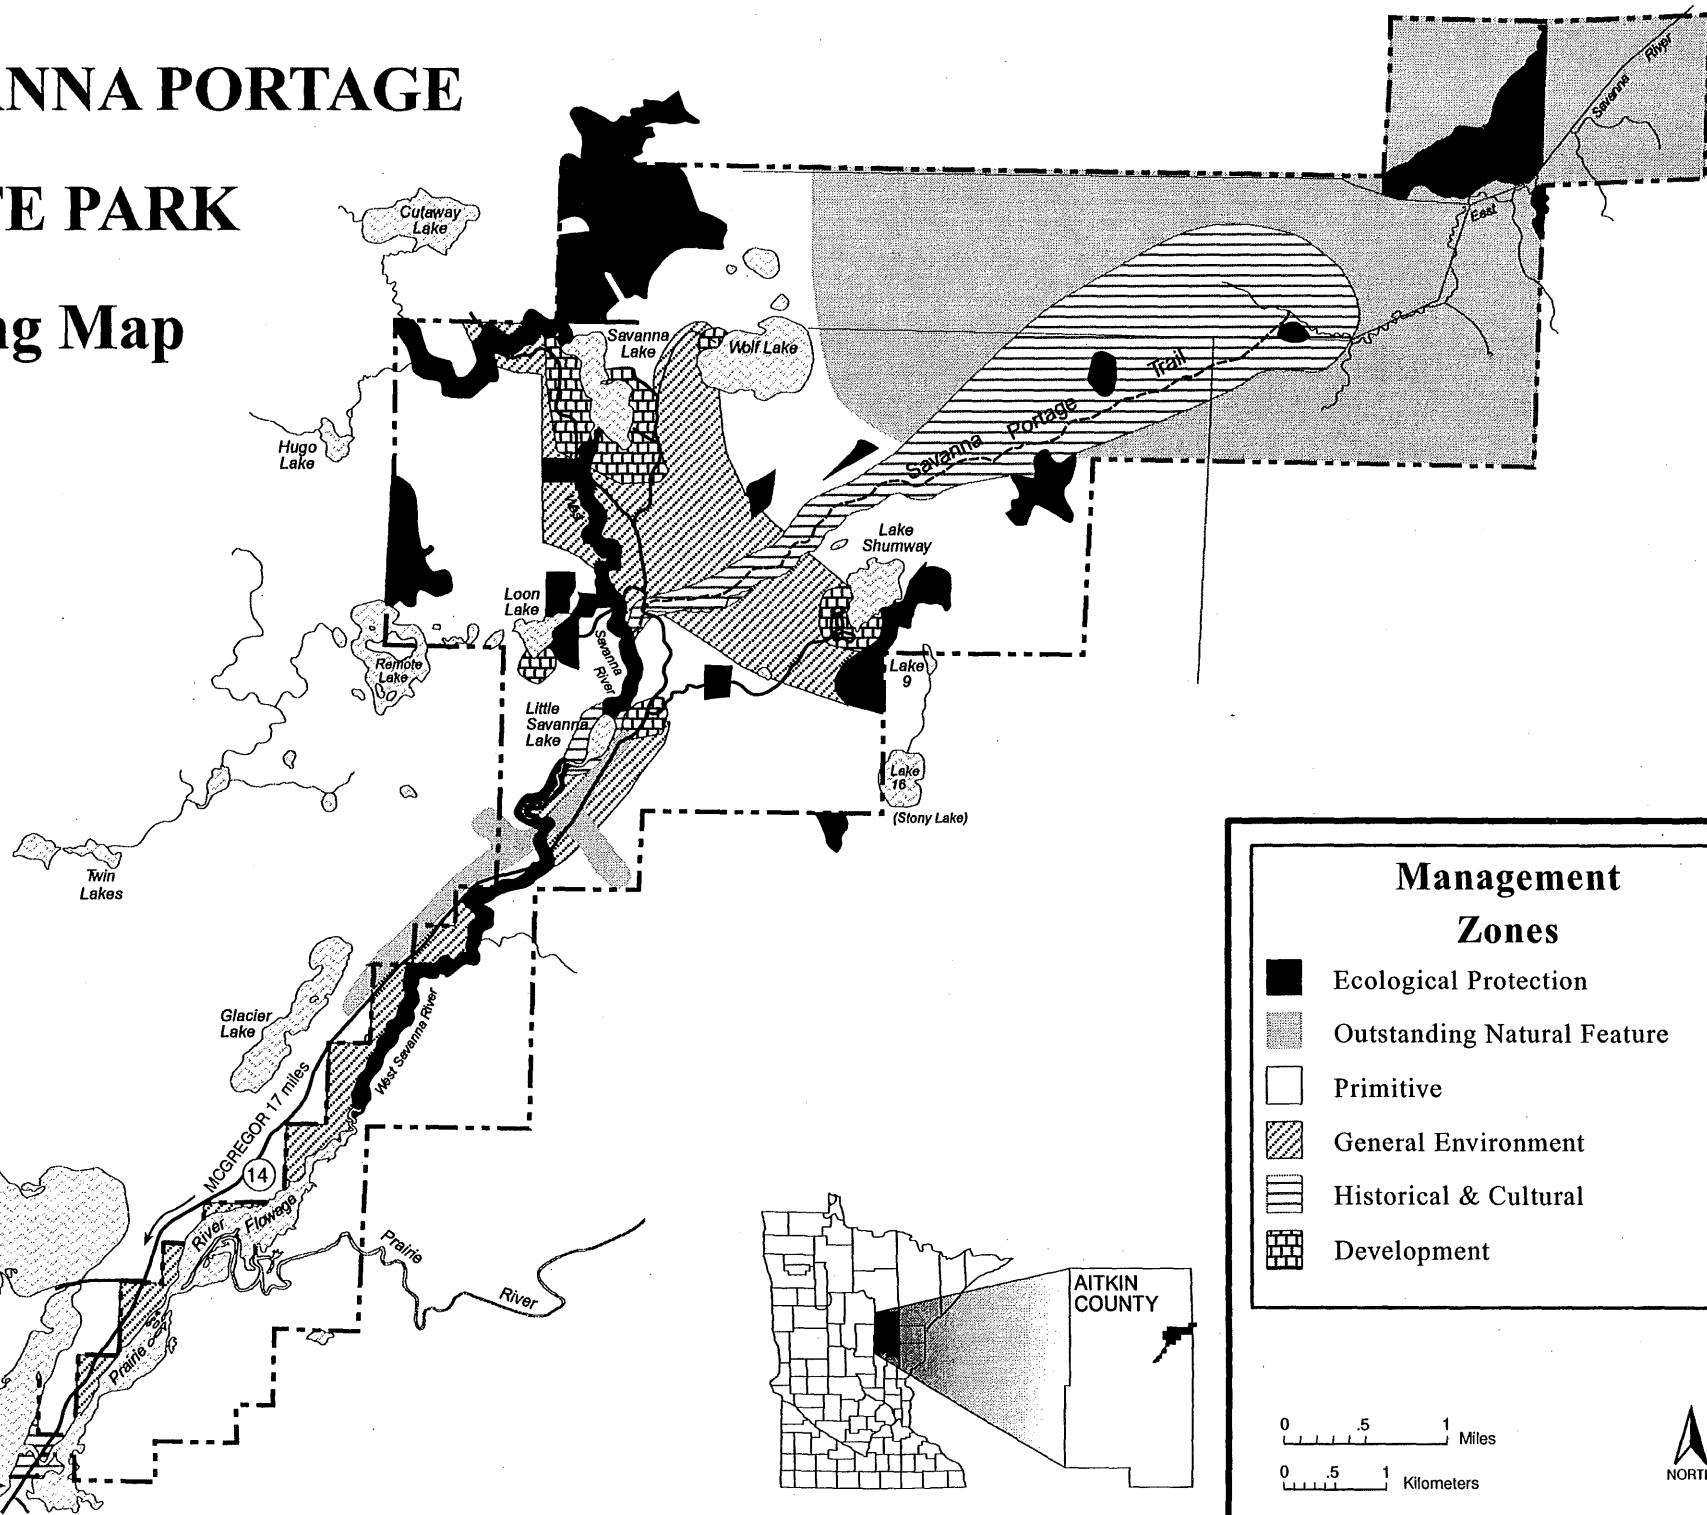 ANNA PORTAGE
TE PARK
ng Map
Cutaway
Lake
Savanna
River
East
Savanna
Lake
Wolf Lake
Savanna Portage Trail
Hugo
Lake
Lake
Shumway
Loon
Lake
Savanna
River
Remote
Lake
Lake
9
Little
Savanna
Lake
Lake
16
(Stony Lake)
Twin
Lakes
Glacier
Lake
West Savanna River
MCGREGOR 17 miles
14
River Flowage
Prairie
River
Prairie
Management
Zones
Ecological Protection
Outstanding Natural Feature
Primitive
General Environment
Historical & Cultural
Development
AITKIN
COUNTY
0 .5 1 Miles
0 .5 1 Kilometers
NORTH